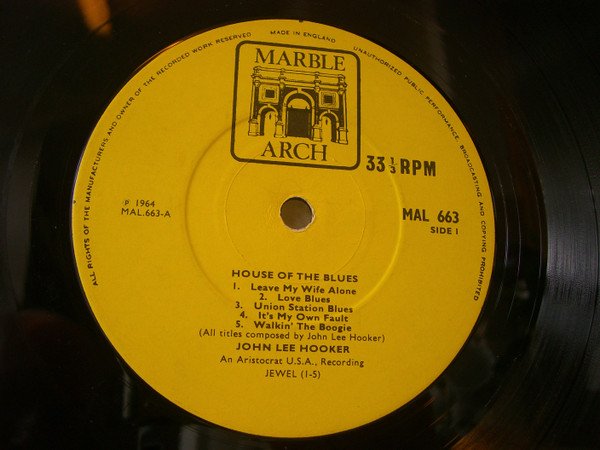 ALL RIGHTS OF THE MANUFACTURERS AND OWNER OF THE RECORDED WORK RESERVED
MADE IN ENGLAND
UNAUTHORIZED PUBLIC PERFORMANCE, BROADCASTING AND COPYING PROHIBITED
MARBLE
ARCH
33 1/3 RPM
P 1964
MAL.663-A
MAL 663
SIDE 1
HOUSE OF THE BLUES
1. Leave My Wife Alone
2. Love Blues
3. Union Station Blues
4. It's My Own Fault
5. Walkin' The Boogie
(All titles composed by John Lee Hooker)
JOHN LEE HOOKER
An Aristocrat U.S.A., Recording
JEWEL (1-5)